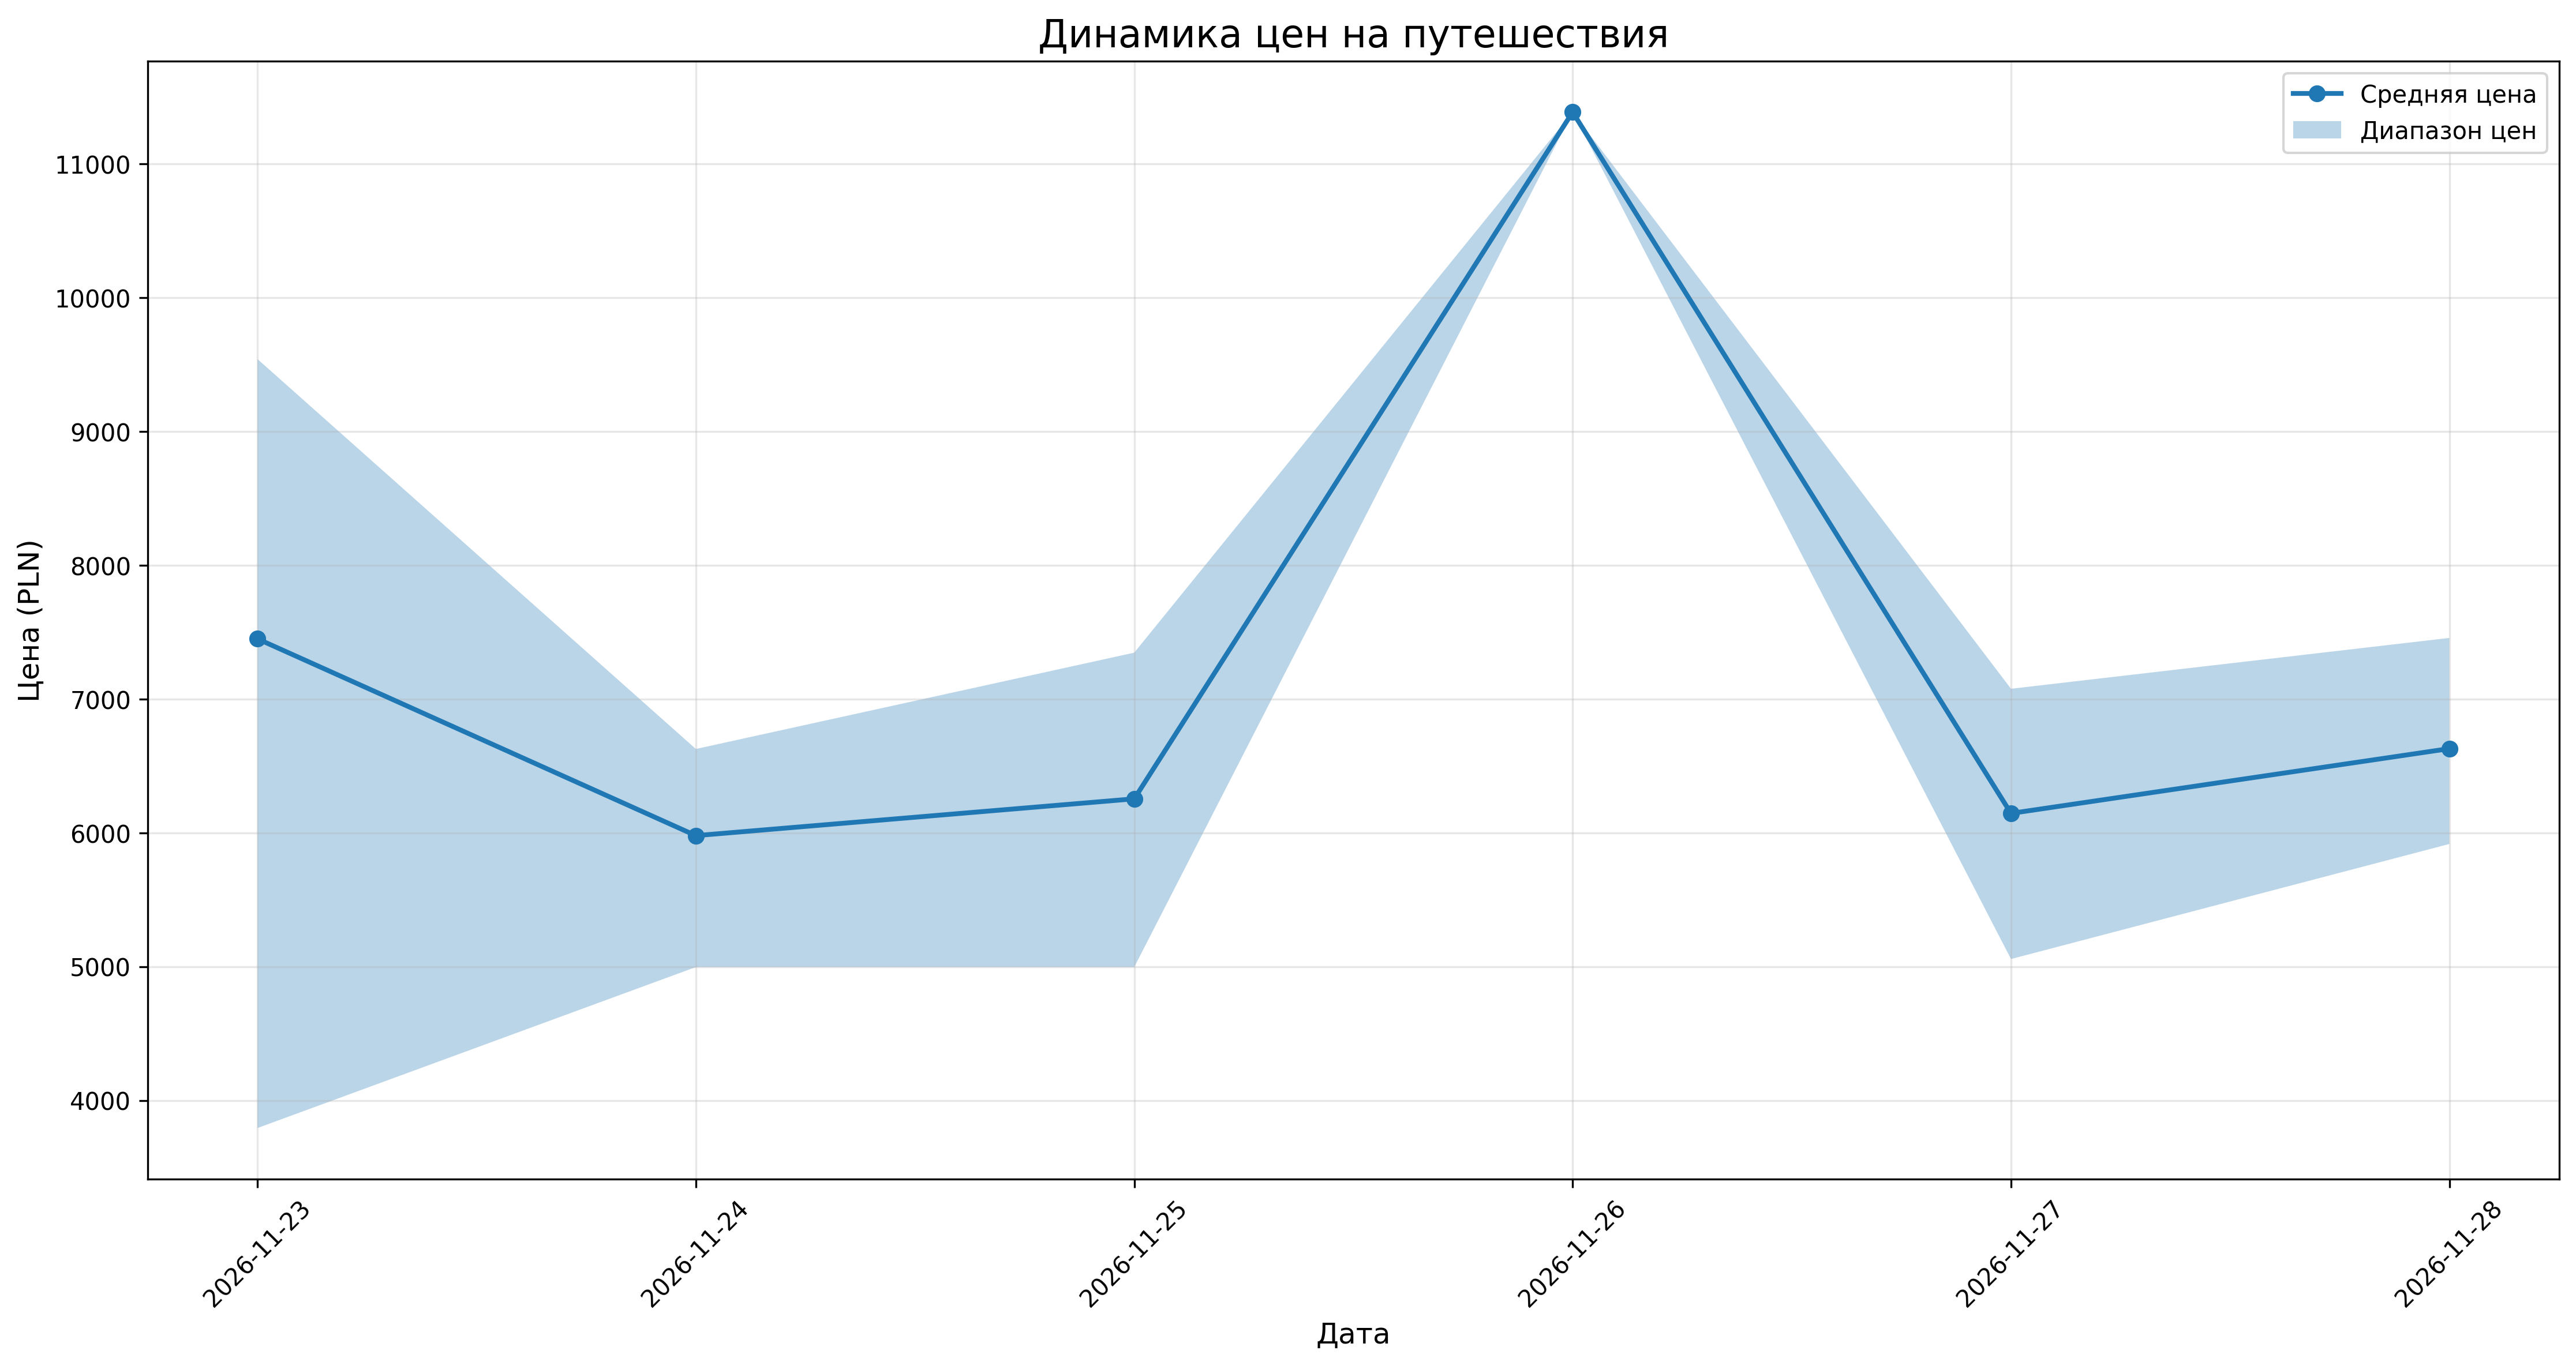 Динамика цен на путешествия
Средняя цена
Диапазон цен
Цена (PLN)
11000
10000
9000
8000
7000
6000
5000
4000
2026-11-23
2026-11-24
2026-11-25
2026-11-26
2026-11-27
2026-11-28
Дата